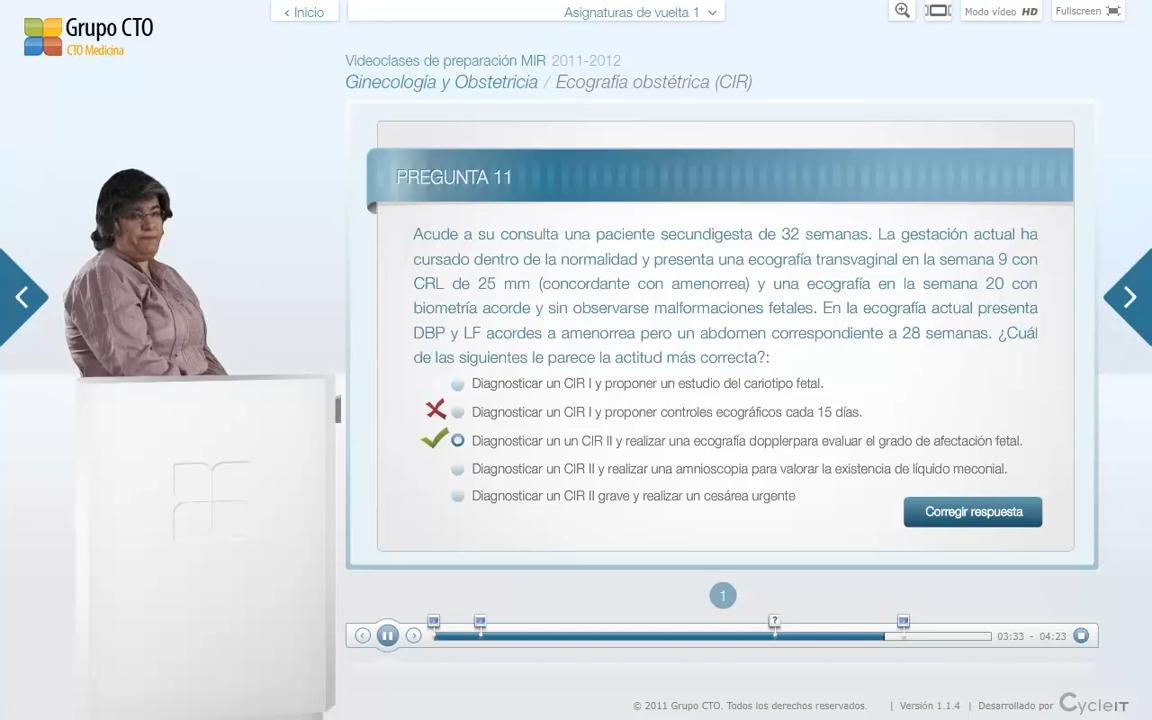 Grupo CTO
CTO Medicina
‹ Inicio
Asignaturas de vuelta 1
Modo vídeo HD
Fullscreen
Videoclases de preparación MIR 2011-2012
Ginecología y Obstetricia / Ecografía obstétrica (CIR)
PREGUNTA 11
Acude a su consulta una paciente secundigesta de 32 semanas. La gestación actual ha
cursado dentro de la normalidad y presenta una ecografía transvaginal en la semana 9 con
CRL de 25 mm (concordante con amenorrea) y una ecografía en la semana 20 con
biometría acorde y sin observarse malformaciones fetales. En la ecografía actual presenta
DBP y LF acordes a amenorrea pero un abdomen correspondiente a 28 semanas. ¿Cuál
de las siguientes le parece la actitud más correcta?:
Diagnosticar un CIR I y proponer un estudio del cariotipo fetal.
Diagnosticar un CIR I y proponer controles ecográficos cada 15 días.
Diagnosticar un un CIR II y realizar una ecografía dopplerpara evaluar el grado de afectación fetal.
Diagnosticar un CIR II y realizar una amnioscopia para valorar la existencia de líquido meconial.
Diagnosticar un CIR II grave y realizar un cesárea urgente
Corregir respuesta
1
?
03:33 - 04:23
© 2011 Grupo CTO. Todos los derechos reservados. | Versión 1.1.4 | Desarrollado por CycleIT